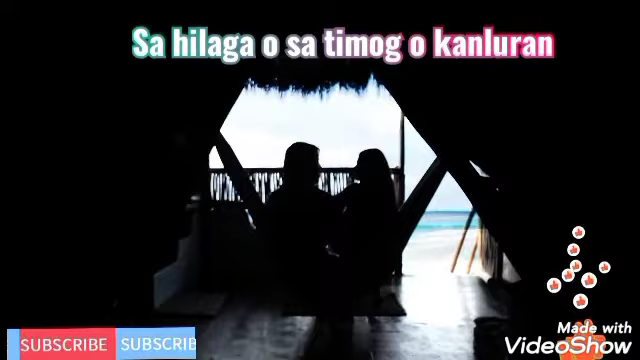 Sa hilaga o sa timog o kanluran
SUBSCRIBE SUBSCRIB
Made with
VideoShow